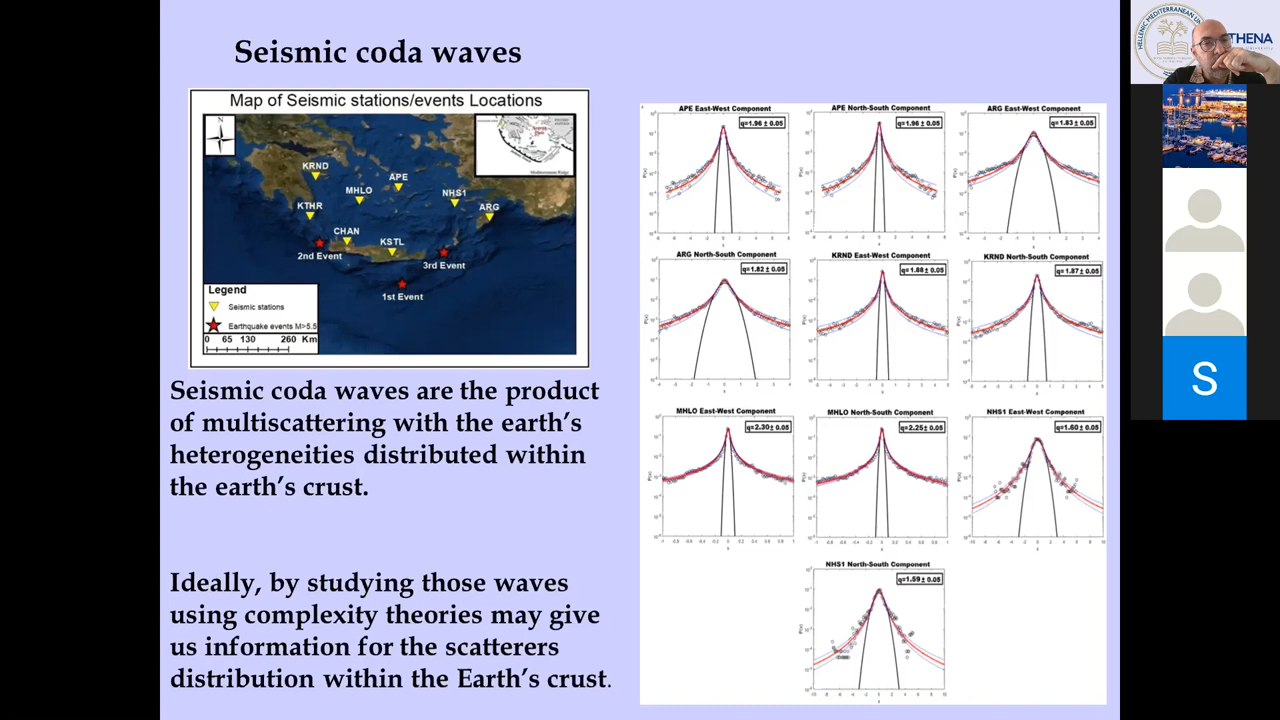 Seismic coda waves
Map of Seismic stations/events Locations
N
KRND
APE
MHLO
NHS1
KTHR
ARG
CHAN
KSTL
2nd Event
3rd Event
1st Event
Legend
Seismic stations
Earthquake events M>5.5
0 65 130 260 Km
Mediterranean Ridge
Seismic coda waves are the product
of multiscattering with the earth's
heterogeneities distributed within
the earth's crust.
Ideally, by studying those waves
using complexity theories may give
us information for the scatterers
distribution within the Earth's crust.
APE East-West Component
q=1.96 ± 0.05
APE North-South Component
q=1.96 ± 0.05
ARG East-West Component
q=1.83 ± 0.05
ARG North-South Component
q=1.82 ± 0.05
KRND East-West Component
q=1.88 ± 0.05
KRND North-South Component
q=1.87 ± 0.05
MHLO East-West Component
q=2.30 ± 0.05
MHLO North-South Component
q=2.25 ± 0.05
NHS1 East-West Component
q=1.60 ± 0.05
NHS1 North-South Component
q=1.59 ± 0.05
HELLENIC MEDITERRANEAN
THENA
S